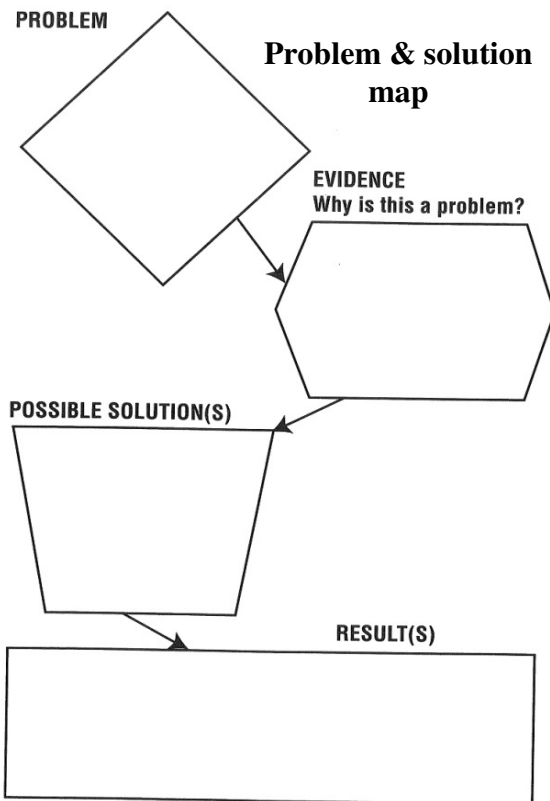 PROBLEM
Problem & solution
map
EVIDENCE
Why is this a problem?
POSSIBLE SOLUTION(S)
RESULT(S)